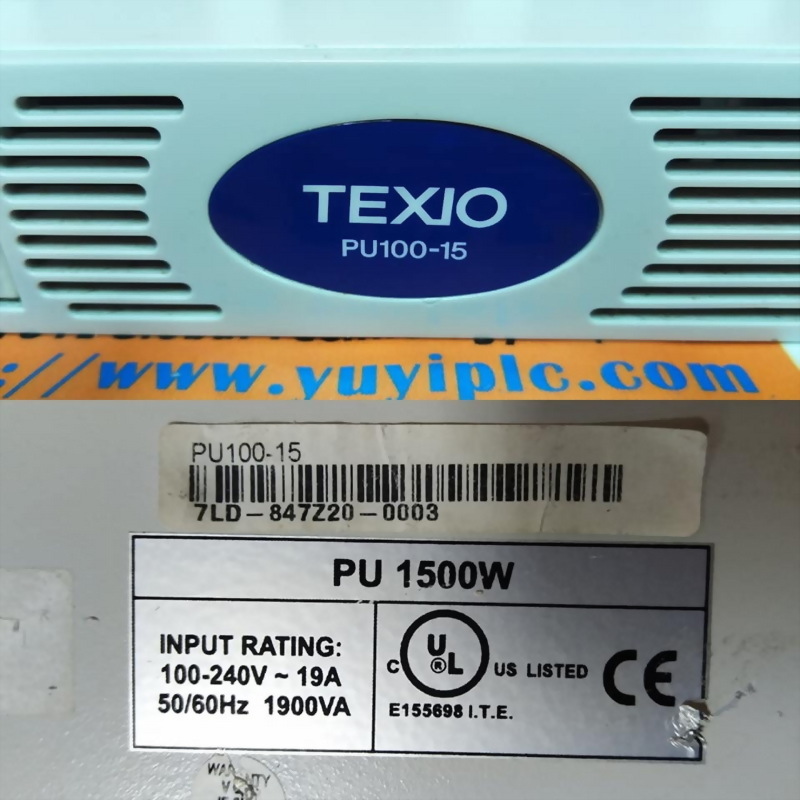 TEXIO
PU100-15
://www.yuyiplc.com
PU100-15
7LD-847Z20-0003
PU 1500W
INPUT RATING:
100-240V ~ 19A
50/60Hz 1900VA
C UL ® US LISTED CE
E155698 I.T.E.